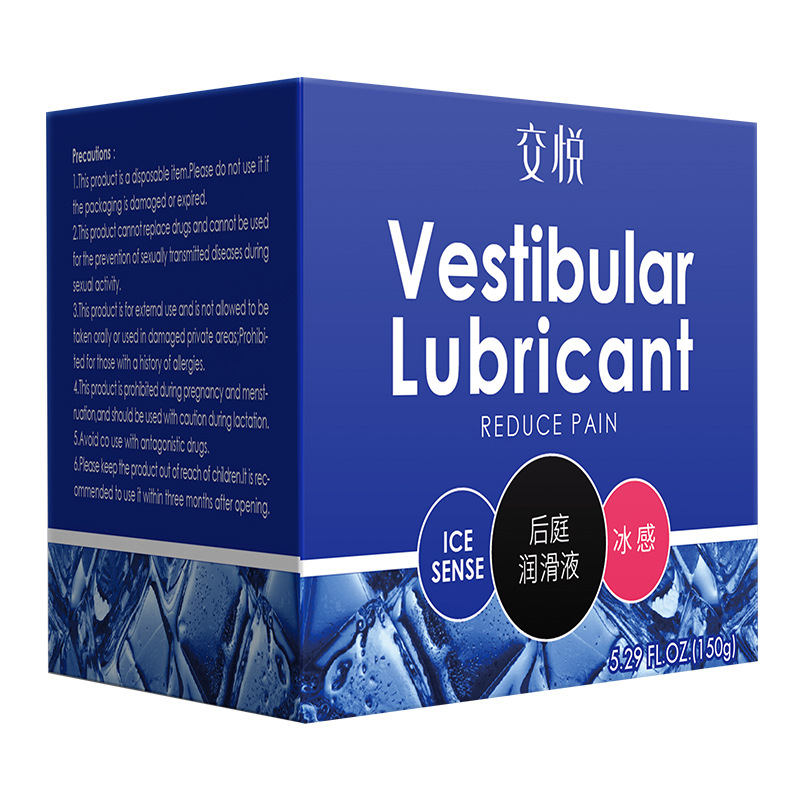 Precautions :
1.This product is a disposable item.Please do not use it if
the packaging is damaged or expired.
2.This product cannot replace drugs and cannot be used
for the prevention of sexually transmitted diseases during
sexual activity.
3.This product is for external use and is not allowed to be
taken orally or used in damaged private areas;Prohibi-
ted for those with a history of allergies.
4.This product is prohibited during pregnancy and menst-
ruation,and should be used with caution during lactation.
5.Avoid co use with antagonistic drugs.
6.Please keep the product out of reach of children.It is rec-
ommended to use it within three months after opening.
交悦
Vestibular
Lubricant
REDUCE PAIN
ICE
SENSE
后庭
润滑液
冰感
5.29 FL.OZ.(150g)